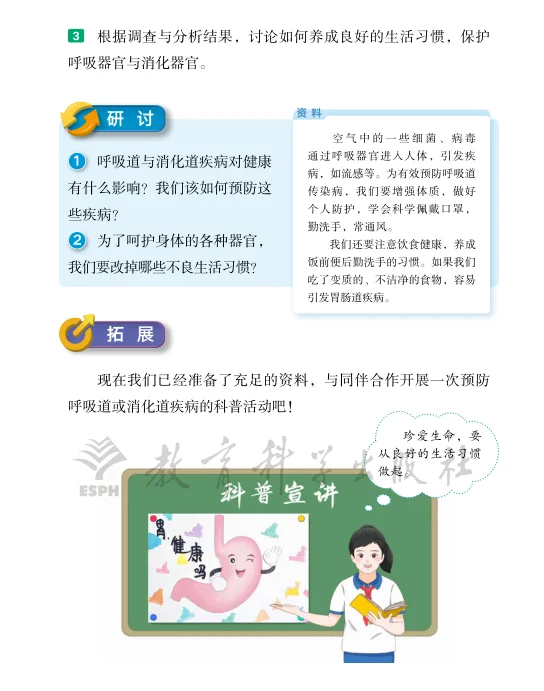 3 根据调查与分析结果，讨论如何养成良好的生活习惯，保护
呼吸器官与消化器官。
研讨
1 呼吸道与消化道疾病对健康
有什么影响？我们该如何预防这
些疾病？
2 为了呵护身体的各种器官，
我们要改掉哪些不良生活习惯？
资料
空气中的一些细菌、病毒
通过呼吸器官进入人体，引发疾
病，如流感等。为有效预防呼吸道
传染病，我们要增强体质，做好
个人防护，学会科学佩戴口罩，
勤洗手，常通风。
我们还要注意饮食健康，养成
饭前便后勤洗手的习惯。如果我们
吃了变质的、不洁净的食物，容易
引发胃肠道疾病。
拓展
现在我们已经准备了充足的资料，与同伴合作开展一次预防
呼吸道或消化道疾病的科普活动吧！
珍爱生命，要
从良好的生活习惯
做起。
教育科学出版社
ESPH
科普宣讲
胃，健康吗